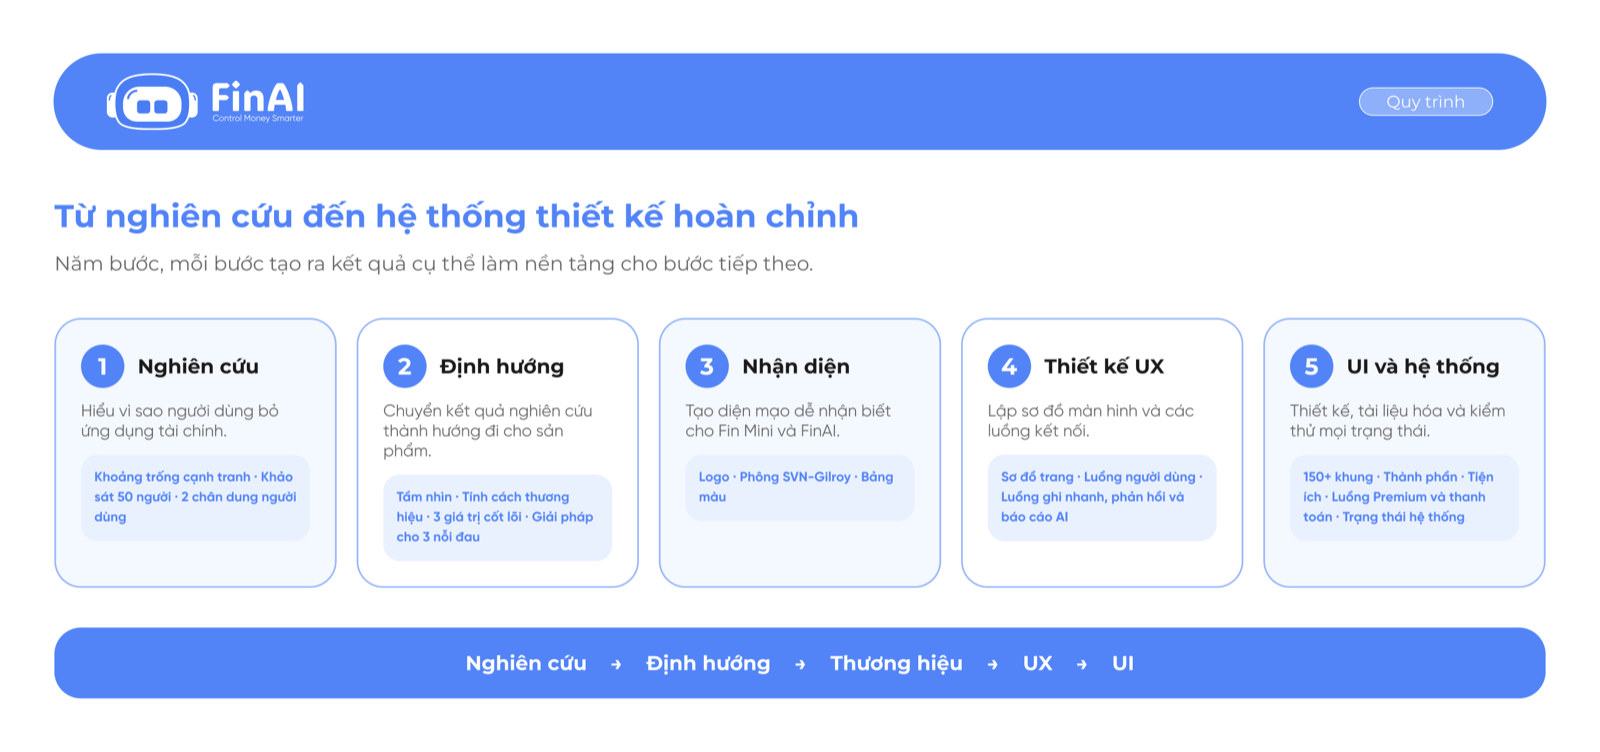 FinAI
Control Money Smarter
Quy trình
Từ nghiên cứu đến hệ thống thiết kế hoàn chỉnh
Năm bước, mỗi bước tạo ra kết quả cụ thể làm nền tảng cho bước tiếp theo.
1 Nghiên cứu
Hiểu vì sao người dùng bỏ
ứng dụng tài chính.
Khoảng trống cạnh tranh · Khảo
sát 50 người · 2 chân dung người
dùng
2 Định hướng
Chuyển kết quả nghiên cứu
thành hướng đi cho sản
phẩm.
Tầm nhìn · Tính cách thương
hiệu · 3 giá trị cốt lõi · Giải pháp
cho 3 nỗi đau
3 Nhận diện
Tạo diện mạo dễ nhận biết
cho Fin Mini và FinAI.
Logo · Phông SVN-Gilroy · Bảng
màu
4 Thiết kế UX
Lập sơ đồ màn hình và các
luồng kết nối.
Sơ đồ trang · Luồng người dùng ·
Luồng ghi nhanh, phản hồi và
báo cáo AI
5 UI và hệ thống
Thiết kế, tài liệu hóa và kiểm
thử mọi trạng thái.
150+ khung · Thành phần · Tiện
ích · Luồng Premium và thanh
toán · Trạng thái hệ thống
Nghiên cứu → Định hướng → Thương hiệu → UX → UI